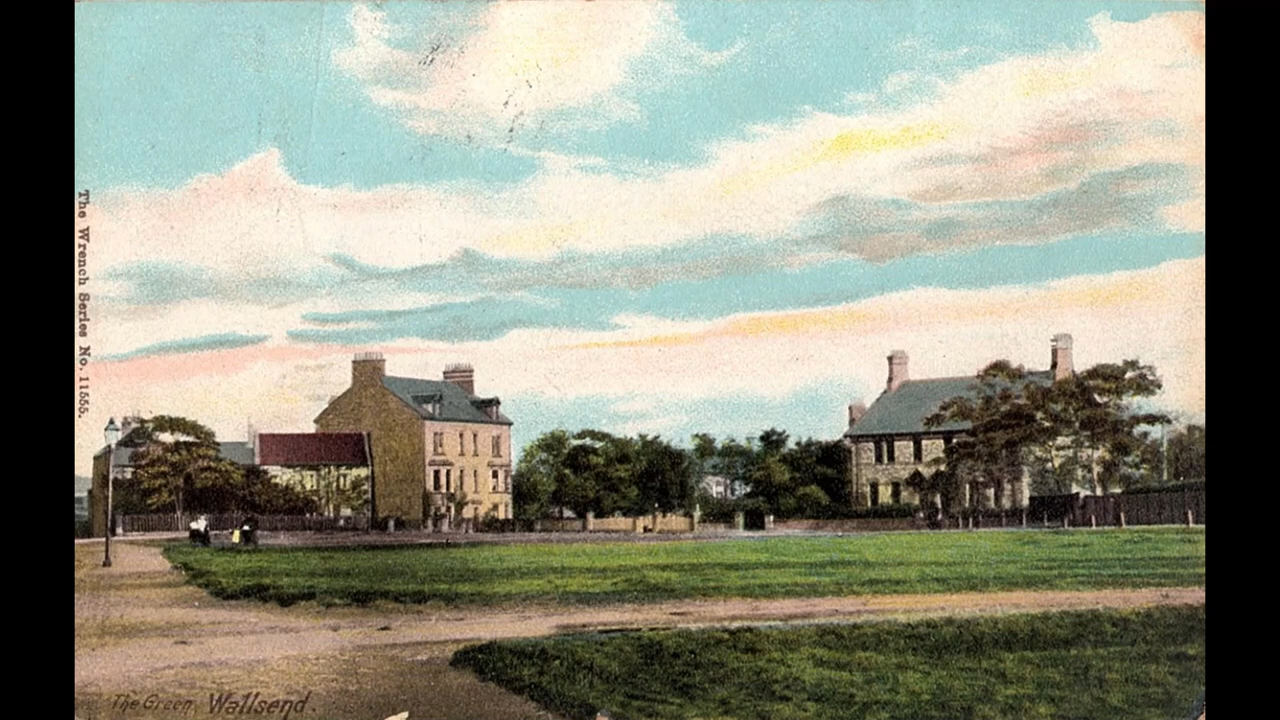 The Wrench Series No. 11555.
The Green, Wallsend.